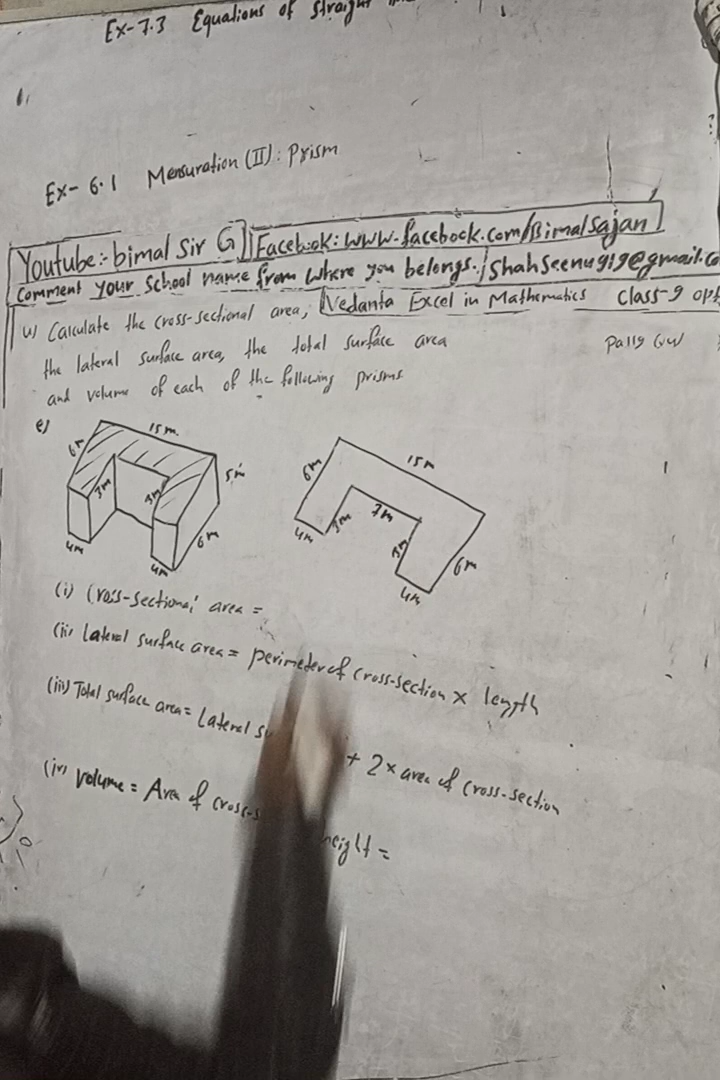 Ex-7.3 Equations of straight
Ex- 6.1 Mensuration (II): Prism
Youtube:- bimal Sir G Facebook: www.facebook.com/Bimalsajan
Comment your School name from where you belongs.
Vedanta Excel in Mathematics Class-9 opt
Calculate the cross-sectional area,
the lateral surface area, the total surface area
and volume of each of the following prisms
e)
15m. 6m 5m 3m 3m 6m 4m 4m
6m 15m 4m 3m 7m 3m 6m 4m
(i) Cross-sectional area =
(ii) lateral surface area = perimeter of cross-section × length
(iii) Total surface area = Lateral + 2 × area of cross-section
(iv) Volume = Area of =